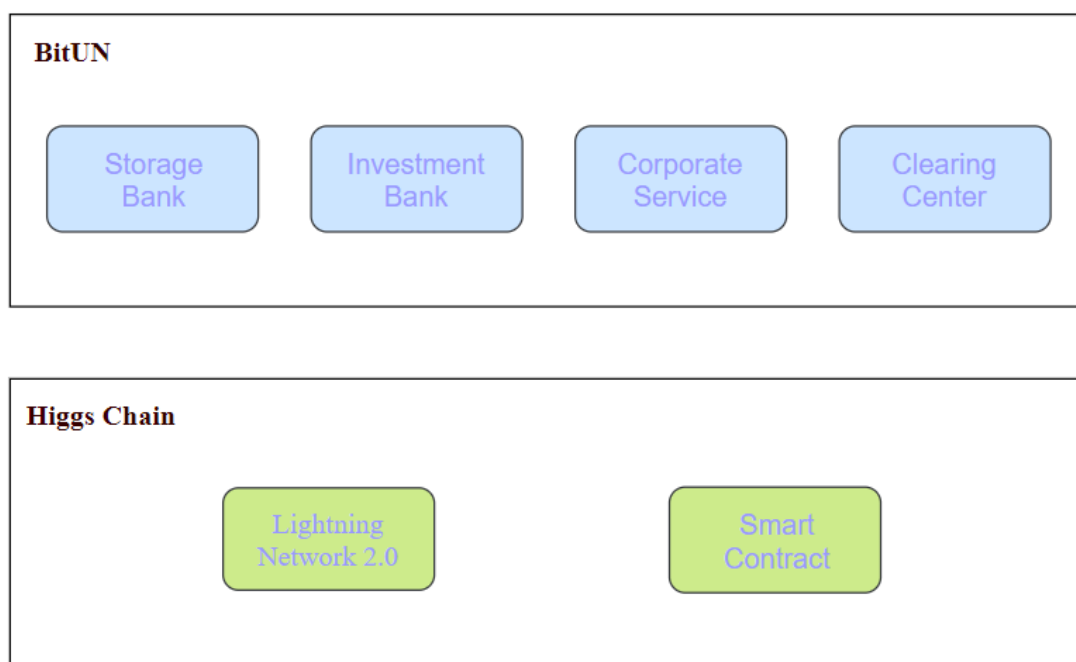 BitUN
Storage
Bank
Investment
Bank
Corporate
Service
Clearing
Center
Higgs Chain
Lightning
Network 2.0
Smart
Contract